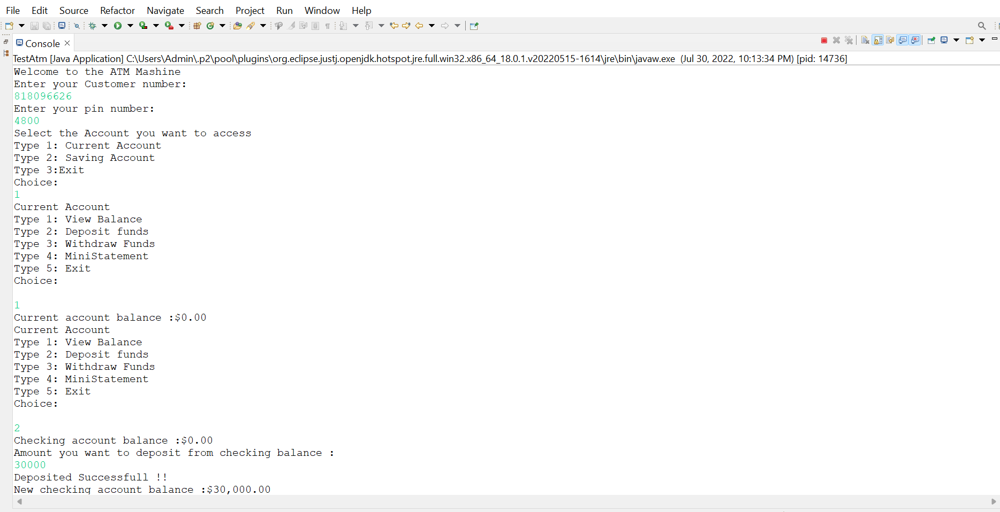 File Edit Source Refactor Navigate Search Project Run Window Help
Console
TestAtm [Java Application] C:\Users\Admin\.p2\pool\plugins\org.eclipse.justj.openjdk.hotspot.jre.full.win32.x86_64_18.0.1.v20220515-1614\jre\bin\javaw.exe (Jul 30, 2022, 10:13:34 PM) [pid: 14736]
Welcome to the ATM Mashine
Enter your Customer number:
818096626
Enter your pin number:
4800
Select the Account you want to access
Type 1: Current Account
Type 2: Saving Account
Type 3:Exit
Choice:
1
Current Account
Type 1: View Balance
Type 2: Deposit funds
Type 3: Withdraw Funds
Type 4: MiniStatement
Type 5: Exit
Choice:
1
Current account balance :$0.00
Current Account
Type 1: View Balance
Type 2: Deposit funds
Type 3: Withdraw Funds
Type 4: MiniStatement
Type 5: Exit
Choice:
2
Checking account balance :$0.00
Amount you want to deposit from checking balance :
30000
Deposited Successfull !!
New checking account balance :$30,000.00